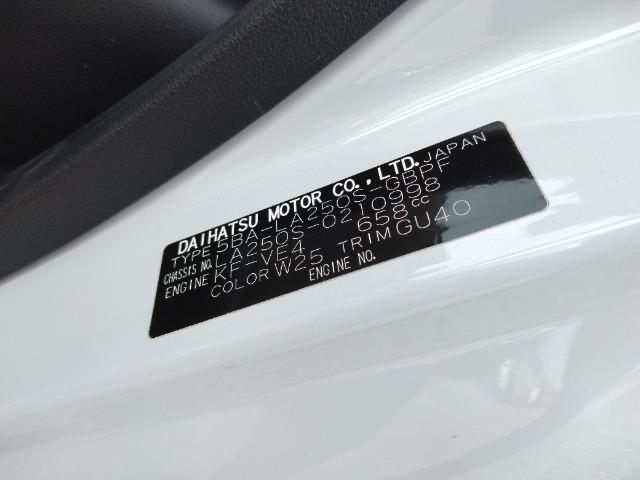 DAIHATSU MOTOR CO.,LTD. JAPAN
TYPE 5BA-LA250S-GBPF
CHASSIS NO. LA250S-0210998
ENGINE KF-VE4 658cc
COLOR W25 TRIM GU40
ENGINE NO.